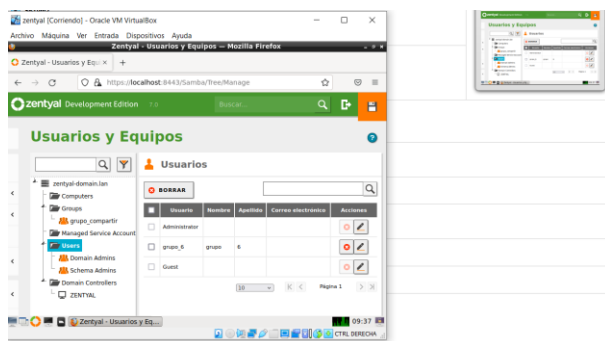 zentyal [Corriendo] - Oracle VM VirtualBox
Archivo Máquina Ver Entrada Dispositivos Ayuda
Zentyal - Usuarios y Equipos — Mozilla Firefox
Zentyal - Usuarios y Equi ×
https://localhost:8443/Samba/Tree/Manage
zentyal Development Edition 7.0
Buscar...
Usuarios y Equipos
zentyal-domain.lan
Computers
Groups
grupo_compartir
Managed Service Account
Users
Domain Admins
Schema Admins
Domain Controllers
ZENTYAL
Usuarios
BORRAR
Usuario Nombre Apellido Correo electrónico Acciones
Administrator
grupo_6 grupo 6
Guest
10 Página 1
Zentyal - Usuarios y Eq...
09:37
CTRL DERECHA